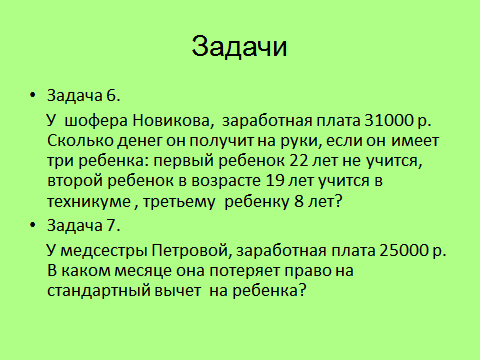 Задачи
• Задача 6.
У шофера Новикова, заработная плата 31000 р.
Сколько денег он получит на руки, если он имеет
три ребенка: первый ребенок 22 лет не учится,
второй ребенок в возрасте 19 лет учится в
техникуме , третьему ребенку 8 лет?
• Задача 7.
У медсестры Петровой, заработная плата 25000 р.
В каком месяце она потеряет право на
стандартный вычет на ребенка?